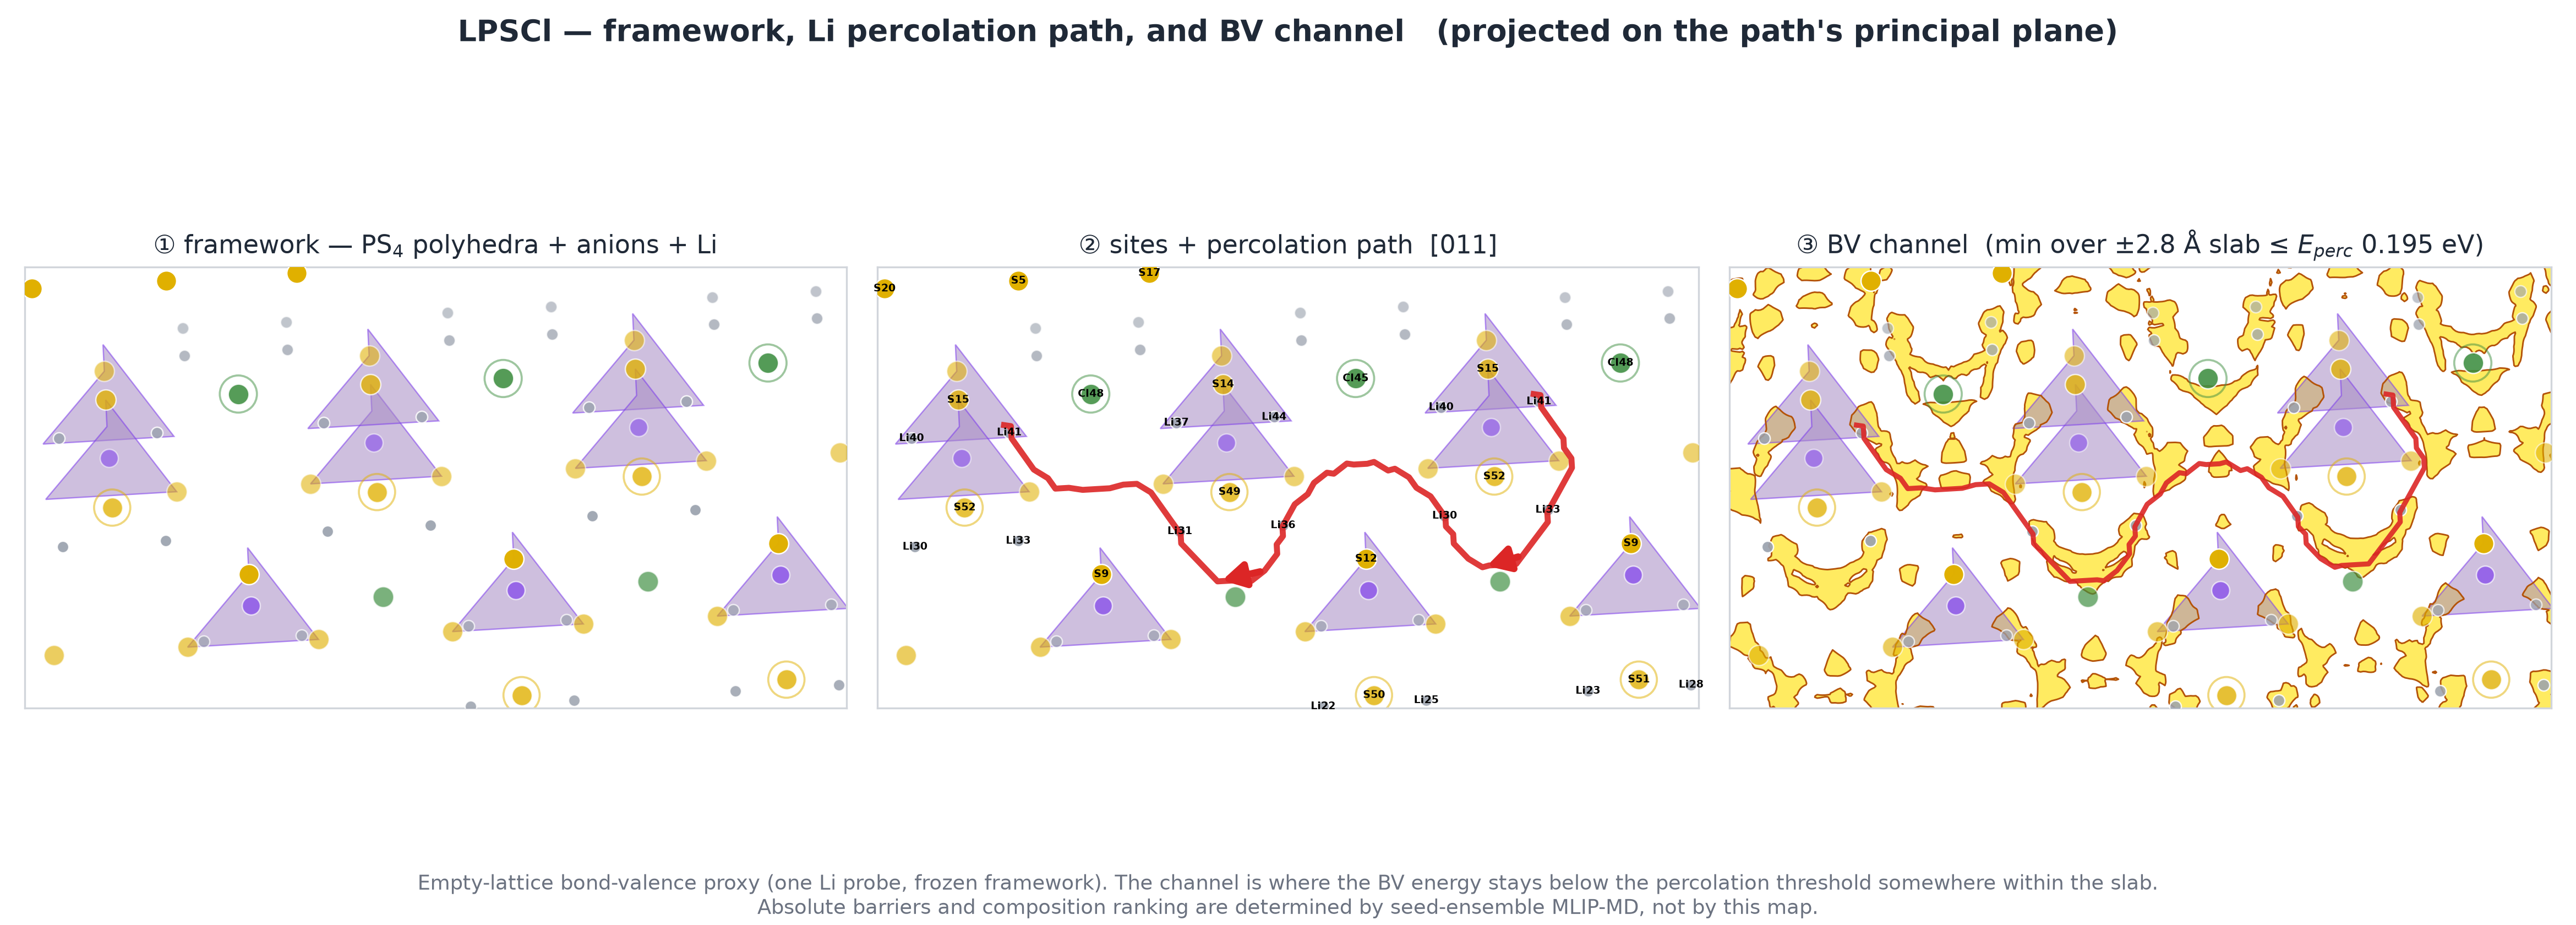 LPSCl — framework, Li percolation path, and BV channel (projected on the path's principal plane)
① framework — PS₄ polyhedra + anions + Li
② sites + percolation path [011]
③ BV channel (min over ±2.8 Å slab ≤ E_perc 0.195 eV)
S20
S5
S17
S15
Cl48
S14
Cl45
S15
Cl48
Li40
Li41
Li37
Li44
Li40
Li41
S52
S49
S52
Li30
Li33
Li31
Li36
Li30
Li33
S9
S12
S9
Li22
S50
Li25
Li23
S51
Li28
Empty-lattice bond-valence proxy (one Li probe, frozen framework). The channel is where the BV energy stays below the percolation threshold somewhere within the slab.
Absolute barriers and composition ranking are determined by seed-ensemble MLIP-MD, not by this map.